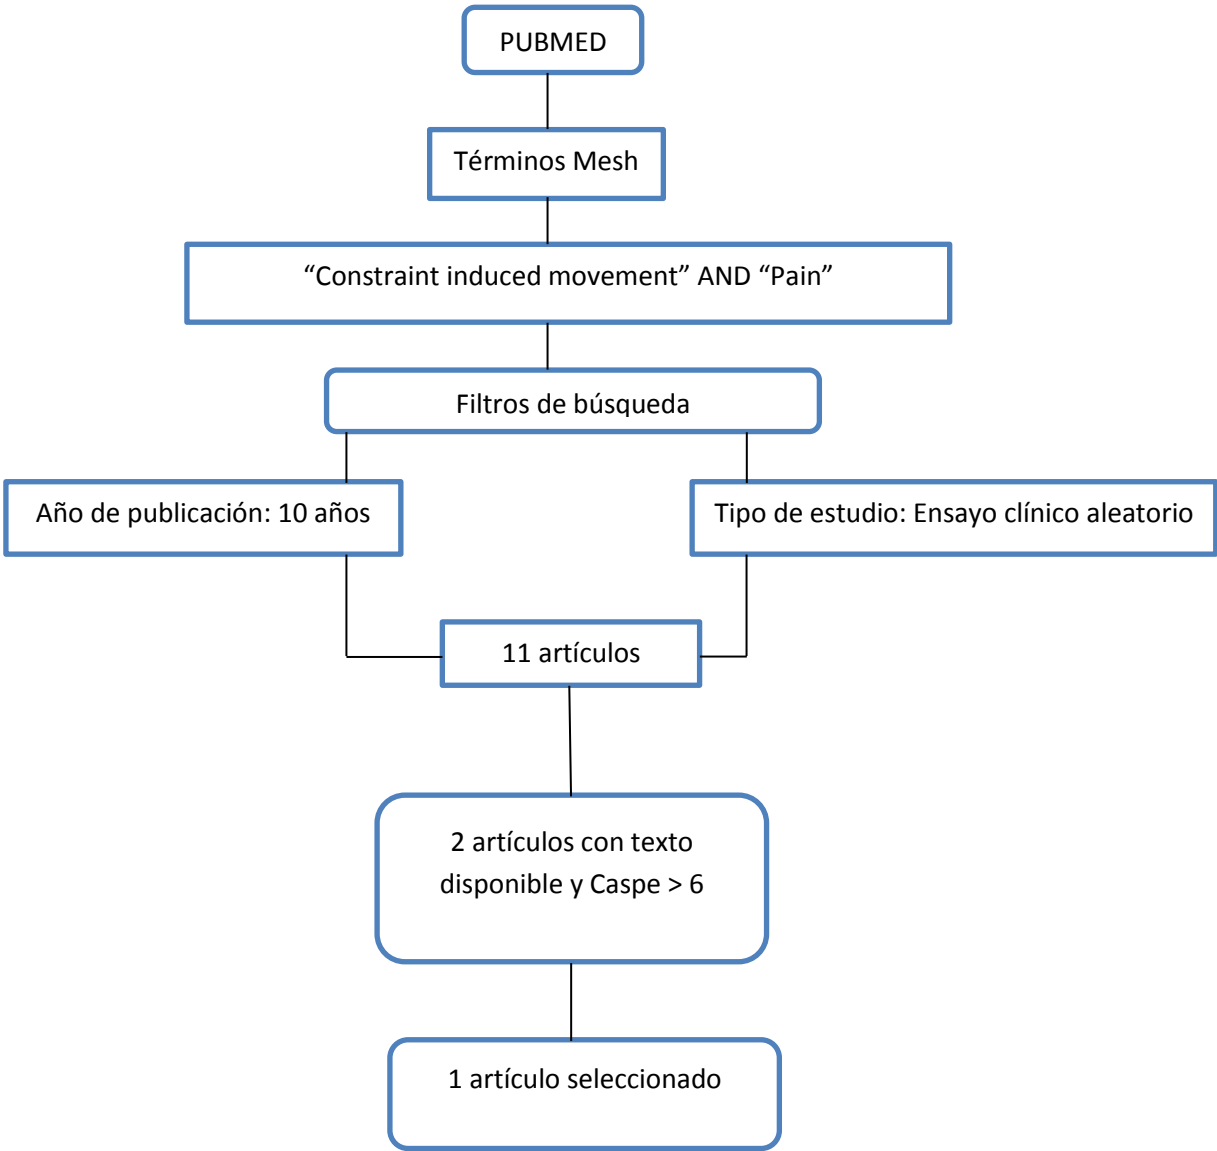 PUBMED
Términos Mesh
“Constraint induced movement” AND “Pain”
Filtros de búsqueda
Año de publicación: 10 años
Tipo de estudio: Ensayo clínico aleatorio
11 artículos
2 artículos con texto
disponible y Caspe > 6
1 artículo seleccionado